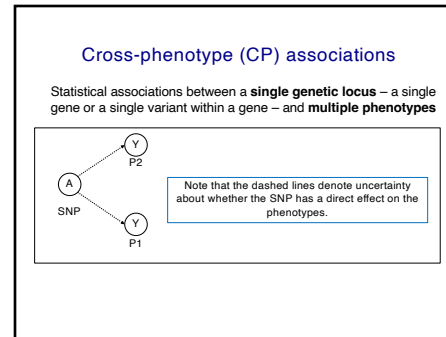 Cross-phenotype (CP) associations
Statistical associations between a single genetic locus – a single
gene or a single variant within a gene – and multiple phenotypes
Y
P2
A
SNP
Note that the dashed lines denote uncertainty
about whether the SNP has a direct effect on the
phenotypes.
Y
P1